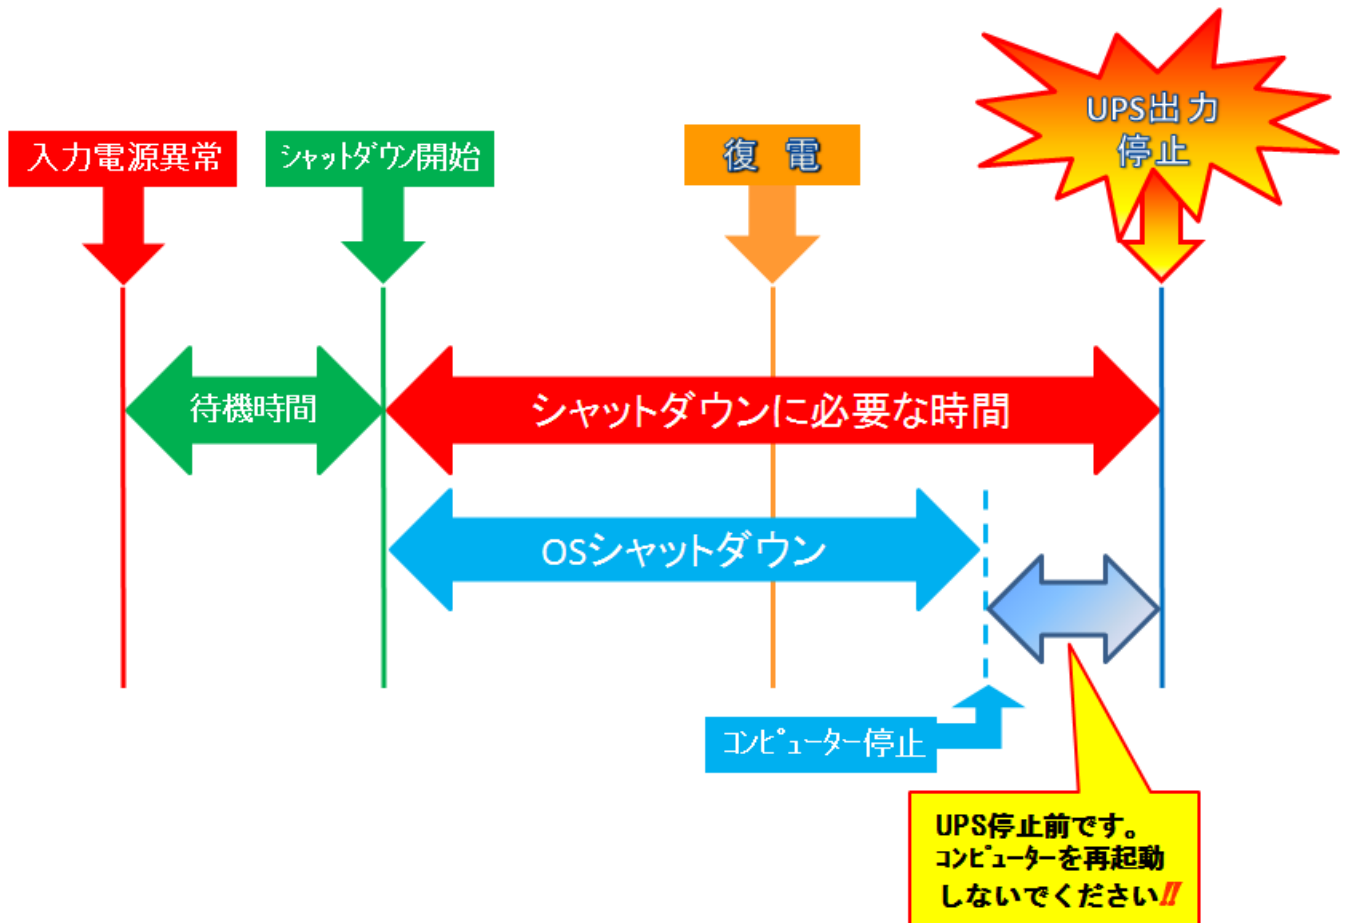 UPS出力
停止
入力電源異常
ｼｬｯﾄﾀﾞｳﾝ開始
復 電
待機時間
シャットダウンに必要な時間
OSシャットダウン
ｺﾝﾋﾟｭｰﾀｰ停止
UPS停止前です。
ｺﾝﾋﾟｭｰﾀｰを再起動
しないでください!!